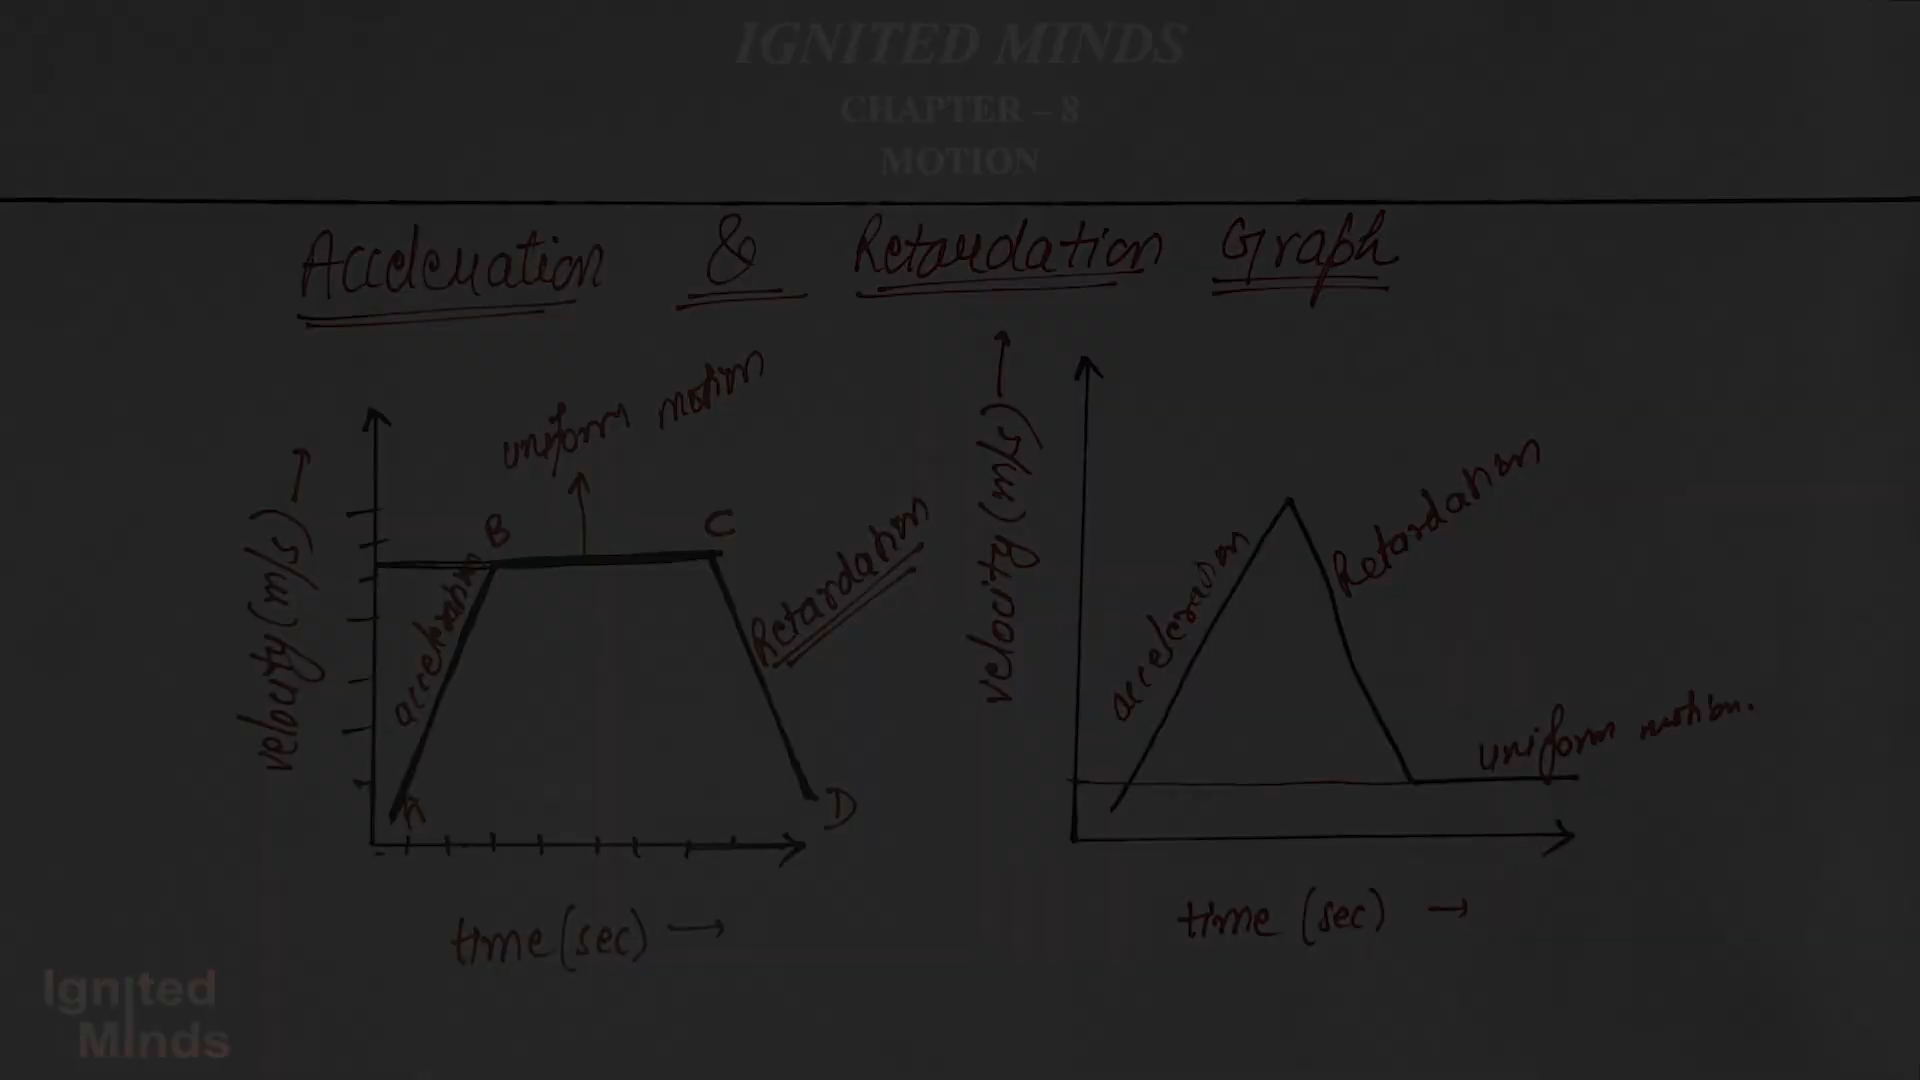 IGNITED MINDS
CHAPTER – 8
MOTION
Acceleration & Retardation Graph
uniform motion
velocity (m/s) →
B
C
acceleration
Retardation
A
D
time (sec) →
velocity (m/s) →
acceleration
Retardation
uniform motion.
time (sec) →
Ignited
Minds